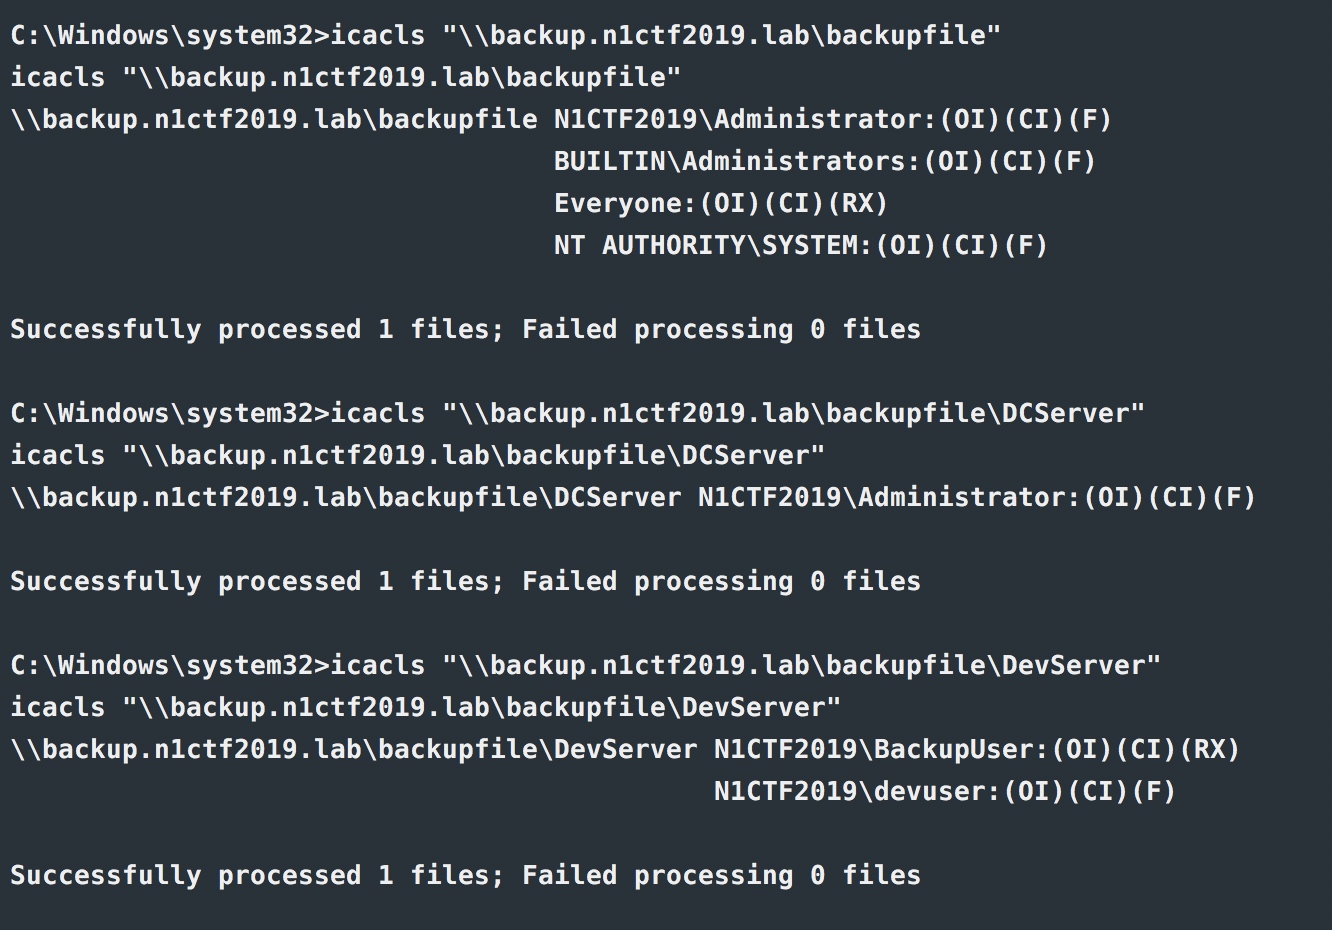 C:\Windows\system32>icacls "\\backup.n1ctf2019.lab\backupfile"
icacls "\\backup.n1ctf2019.lab\backupfile"
\\backup.n1ctf2019.lab\backupfile N1CTF2019\Administrator:(OI)(CI)(F)
BUILTIN\Administrators:(OI)(CI)(F)
Everyone:(OI)(CI)(RX)
NT AUTHORITY\SYSTEM:(OI)(CI)(F)
Successfully processed 1 files; Failed processing 0 files
C:\Windows\system32>icacls "\\backup.n1ctf2019.lab\backupfile\DCServer"
icacls "\\backup.n1ctf2019.lab\backupfile\DCServer"
\\backup.n1ctf2019.lab\backupfile\DCServer N1CTF2019\Administrator:(OI)(CI)(F)
Successfully processed 1 files; Failed processing 0 files
C:\Windows\system32>icacls "\\backup.n1ctf2019.lab\backupfile\DevServer"
icacls "\\backup.n1ctf2019.lab\backupfile\DevServer"
\\backup.n1ctf2019.lab\backupfile\DevServer N1CTF2019\BackupUser:(OI)(CI)(RX)
N1CTF2019\devuser:(OI)(CI)(F)
Successfully processed 1 files; Failed processing 0 files